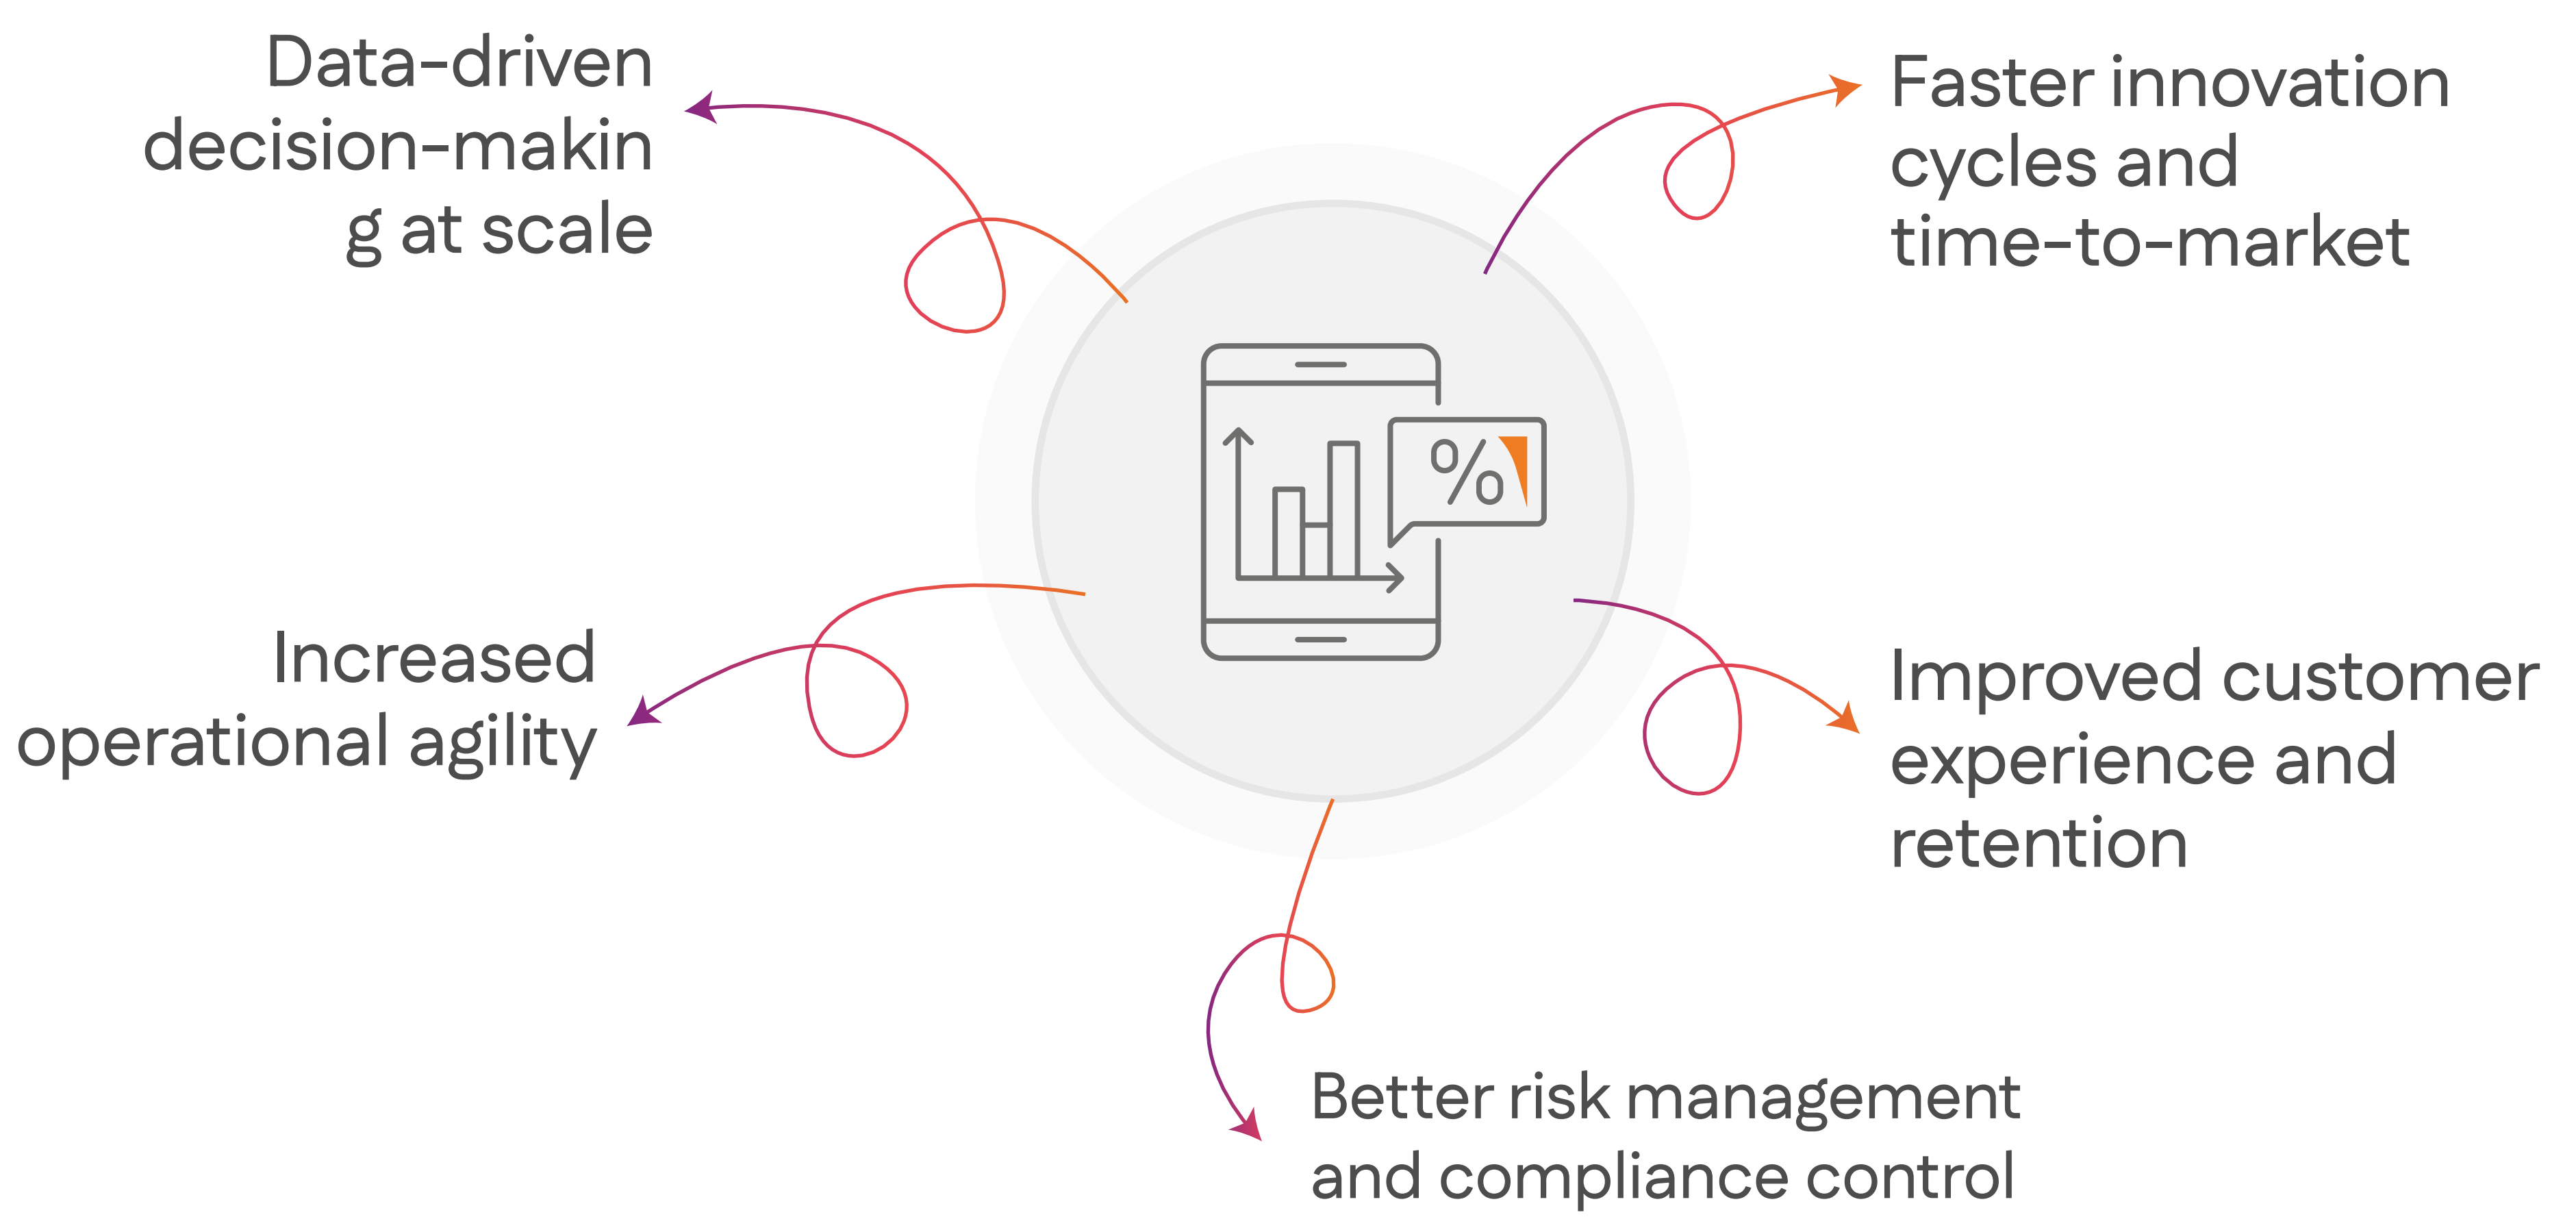 Data-driven
decision-makin
g at scale
Faster innovation
cycles and
time-to-market
%
Increased
operational agility
Improved customer
experience and
retention
Better risk management
and compliance control